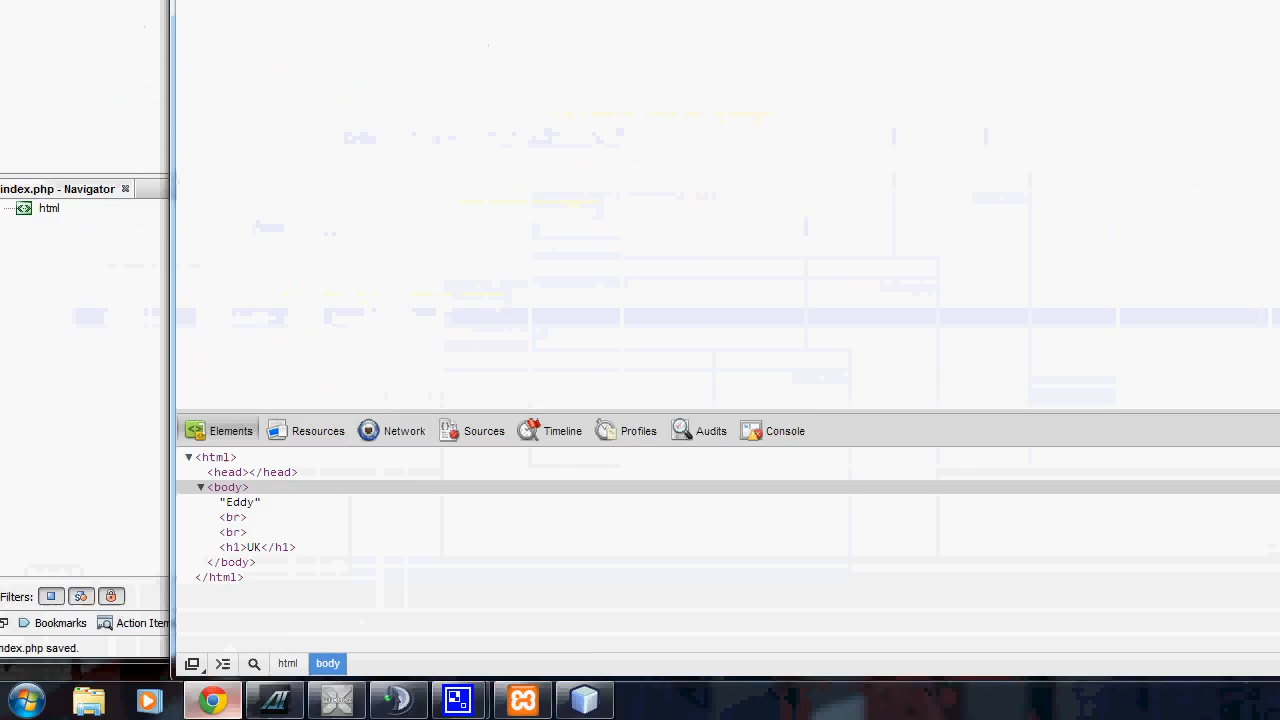 index.php - Navigator
html
Elements Resources Network Sources Timeline Profiles Audits Console
<html>
<head></head>
<body>
"Eddy"
<br>
<br>
<h1>UK</h1>
</body>
</html>
Filters:
Bookmarks Action Item
ndex.php saved.
html body